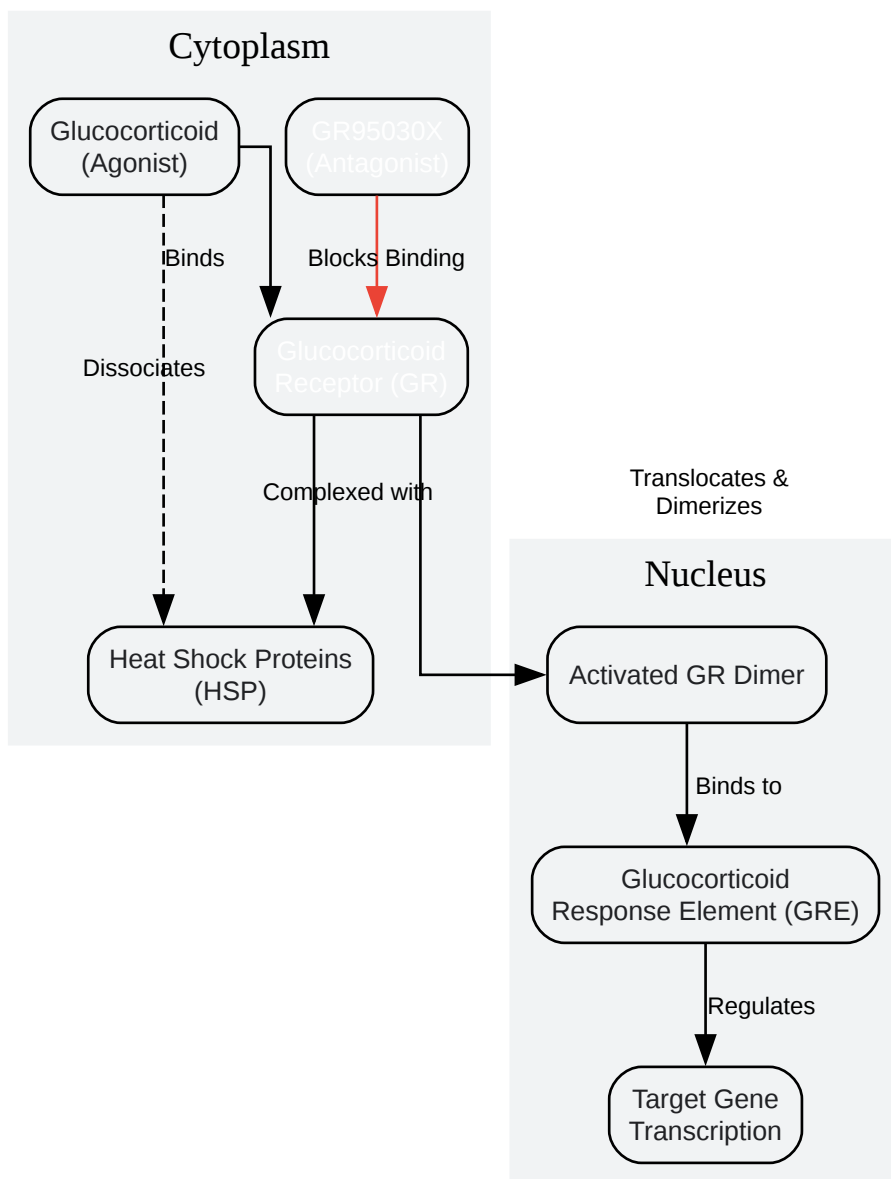 Cytoplasm
Glucocorticoid
(Agonist)
GR95030X
(Antagonist)
Binds
Blocks Binding
Glucocorticoid
Receptor (GR)
Dissociates
Complexed with
Translocates &
Dimerizes
Nucleus
Heat Shock Proteins
(HSP)
Activated GR Dimer
Binds to
Glucocorticoid
Response Element (GRE)
Regulates
Target Gene
Transcription